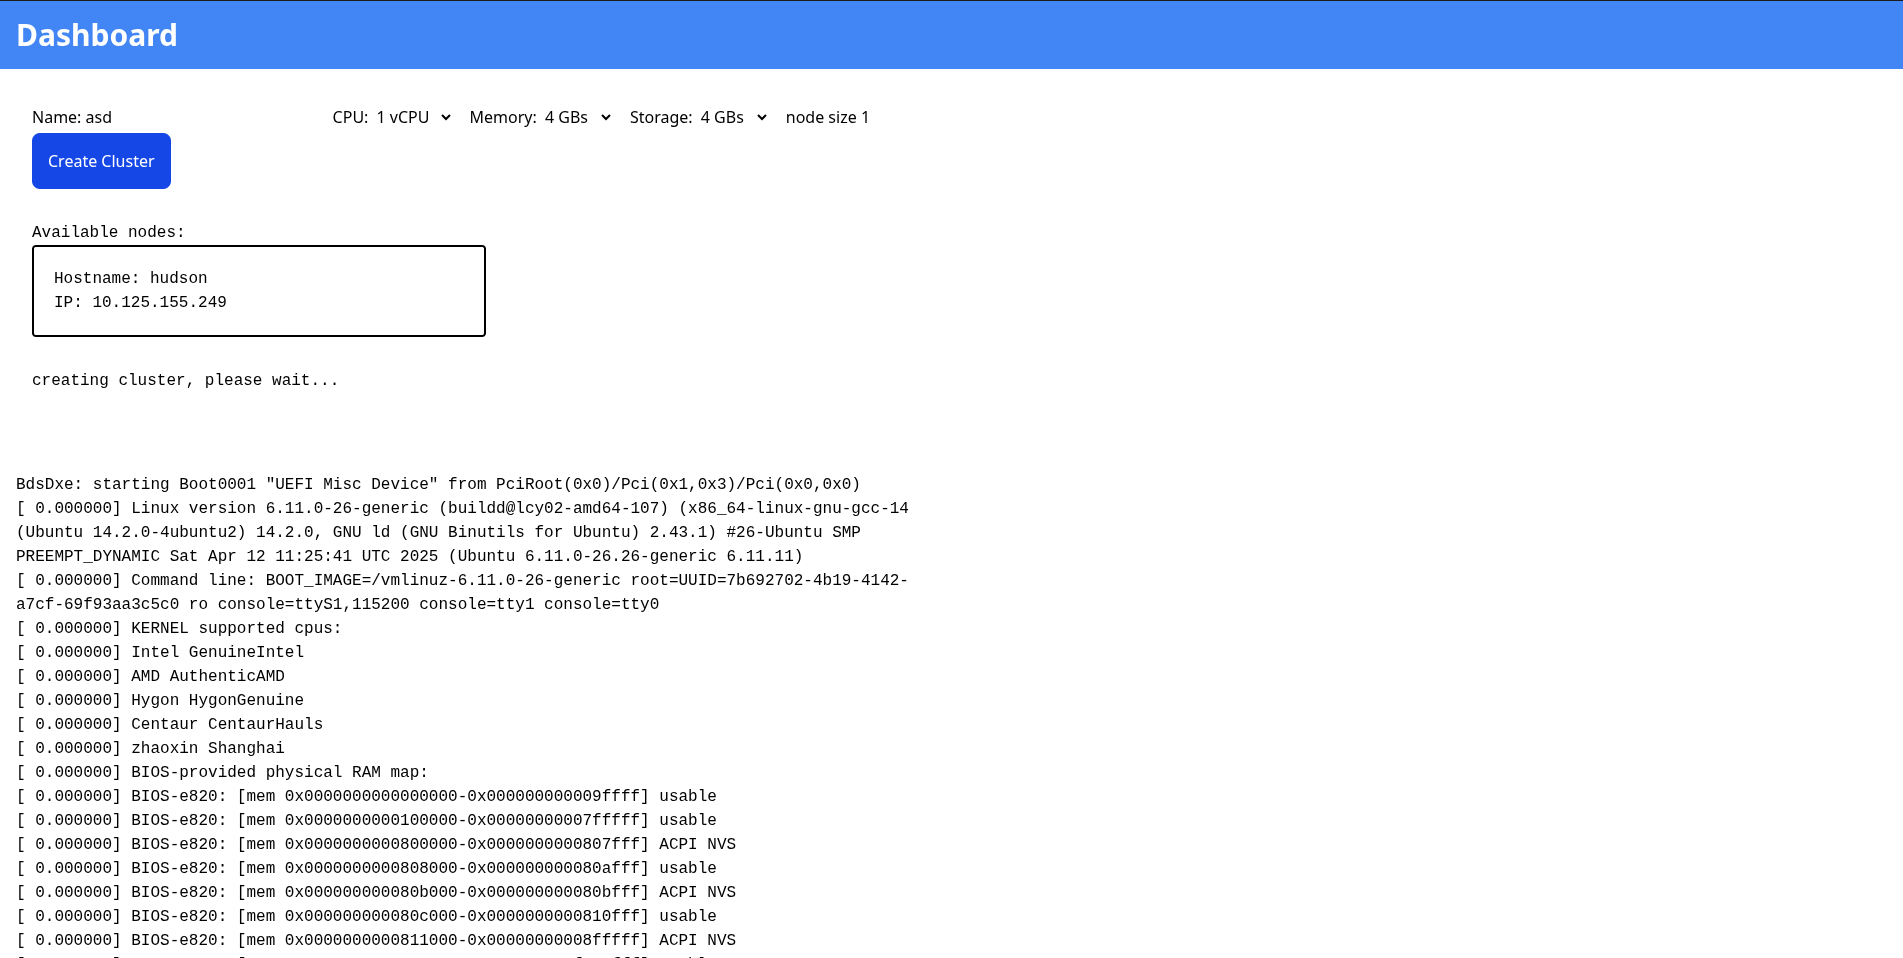 Dashboard
Name: asd CPU: 1 vCPU Memory: 4 GBs Storage: 4 GBs node size 1
Create Cluster
Available nodes:
Hostname: hudson
IP: 10.125.155.249
creating cluster, please wait...
BdsDxe: starting Boot0001 "UEFI Misc Device" from PciRoot(0x0)/Pci(0x1,0x3)/Pci(0x0,0x0)
[ 0.000000] Linux version 6.11.0-26-generic (buildd@lcy02-amd64-107) (x86_64-linux-gnu-gcc-14
(Ubuntu 14.2.0-4ubuntu2) 14.2.0, GNU ld (GNU Binutils for Ubuntu) 2.43.1) #26-Ubuntu SMP
PREEMPT_DYNAMIC Sat Apr 12 11:25:41 UTC 2025 (Ubuntu 6.11.0-26.26-generic 6.11.11)
[ 0.000000] Command line: BOOT_IMAGE=/vmlinuz-6.11.0-26-generic root=UUID=7b692702-4b19-4142-
a7cf-69f93aa3c5c0 ro console=ttyS1,115200 console=tty1 console=tty0
[ 0.000000] KERNEL supported cpus:
[ 0.000000] Intel GenuineIntel
[ 0.000000] AMD AuthenticAMD
[ 0.000000] Hygon HygonGenuine
[ 0.000000] Centaur CentaurHauls
[ 0.000000] zhaoxin Shanghai
[ 0.000000] BIOS-provided physical RAM map:
[ 0.000000] BIOS-e820: [mem 0x0000000000000000-0x000000000009ffff] usable
[ 0.000000] BIOS-e820: [mem 0x0000000000100000-0x00000000007fffff] usable
[ 0.000000] BIOS-e820: [mem 0x0000000000800000-0x0000000000807fff] ACPI NVS
[ 0.000000] BIOS-e820: [mem 0x0000000000808000-0x000000000080afff] usable
[ 0.000000] BIOS-e820: [mem 0x000000000080b000-0x000000000080bfff] ACPI NVS
[ 0.000000] BIOS-e820: [mem 0x000000000080c000-0x0000000000810fff] usable
[ 0.000000] BIOS-e820: [mem 0x0000000000811000-0x00000000008fffff] ACPI NVS